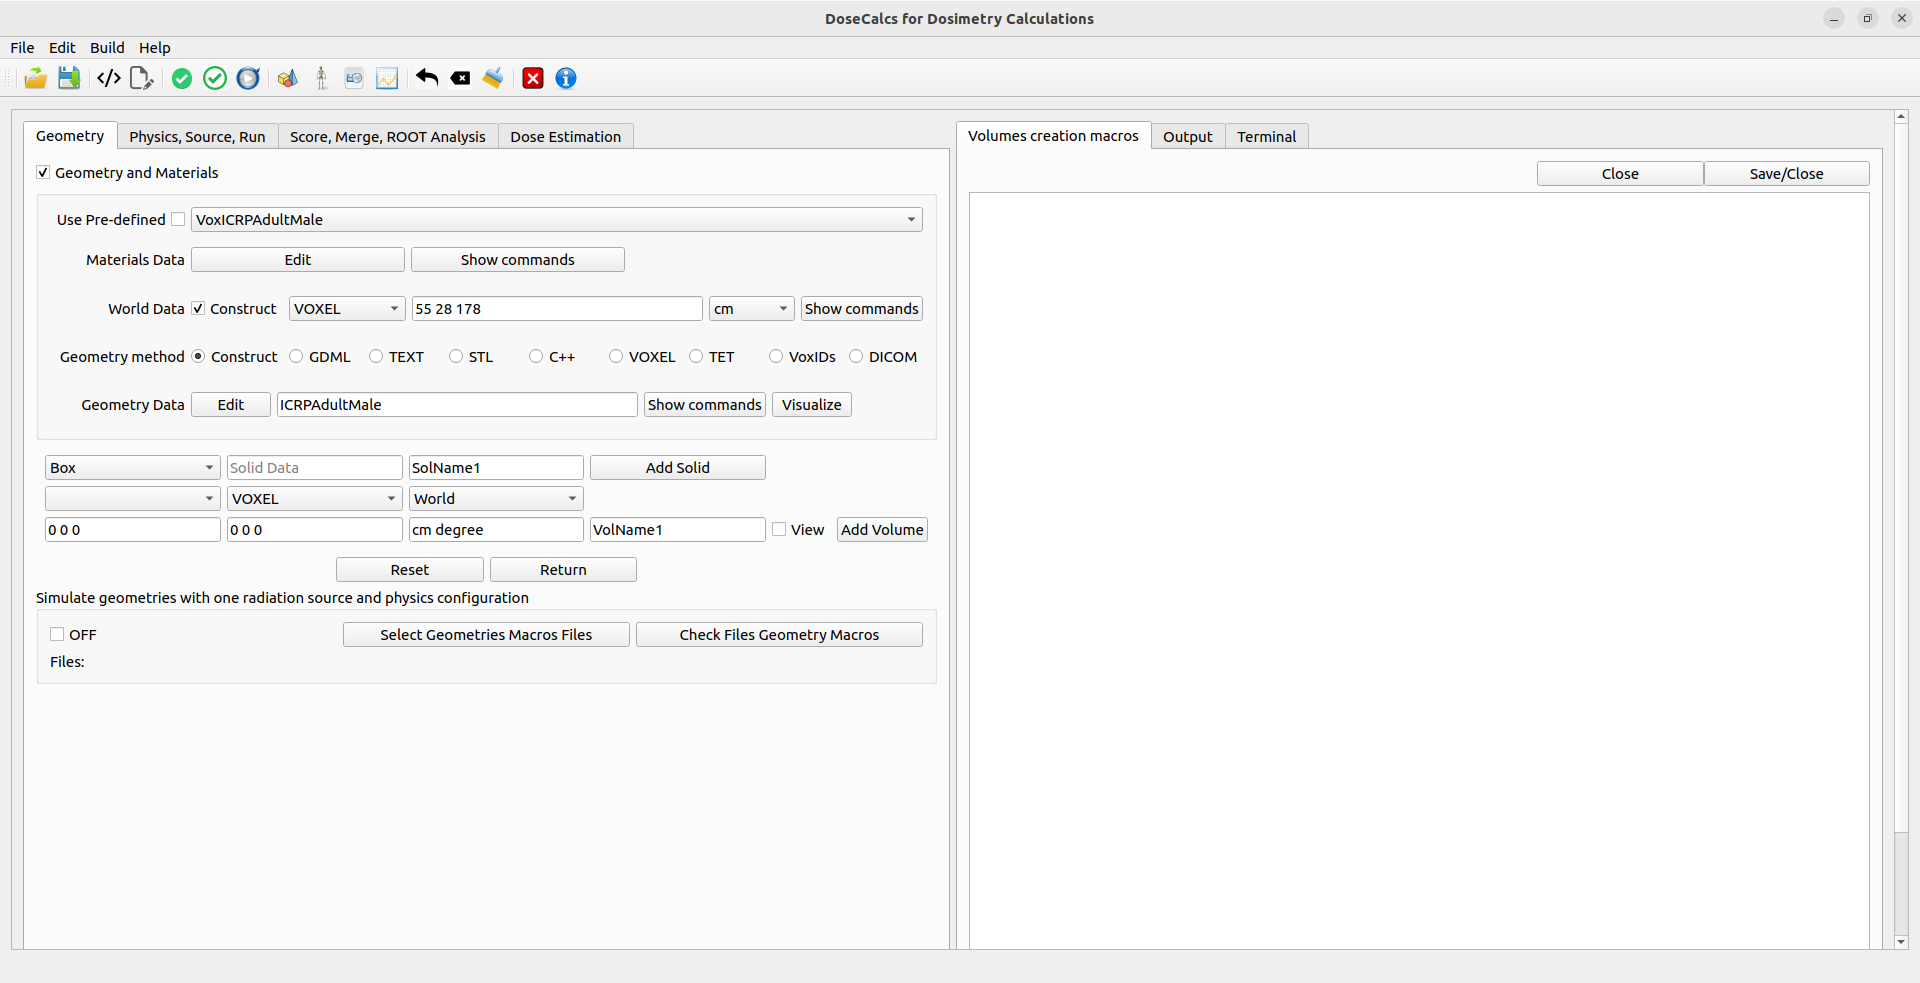 DoseCalcs for Dosimetry Calculations
File Edit Build Help
Geometry Physics, Source, Run Score, Merge, ROOT Analysis Dose Estimation
Geometry and Materials
Use Pre-defined VoxICRPAdultMale
Materials Data Edit Show commands
World Data Construct VOXEL 55 28 178 cm Show commands
Geometry method Construct GDML TEXT STL C++ VOXEL TET VoxIDs DICOM
Geometry Data Edit ICRPAdultMale Show commands Visualize
Box Solid Data SolName1 Add Solid
VOXEL World
0 0 0 0 0 0 cm degree VolName1 View Add Volume
Reset Return
Simulate geometries with one radiation source and physics configuration
OFF Select Geometries Macros Files Check Files Geometry Macros
Files:
Volumes creation macros Output Terminal
Close Save/Close